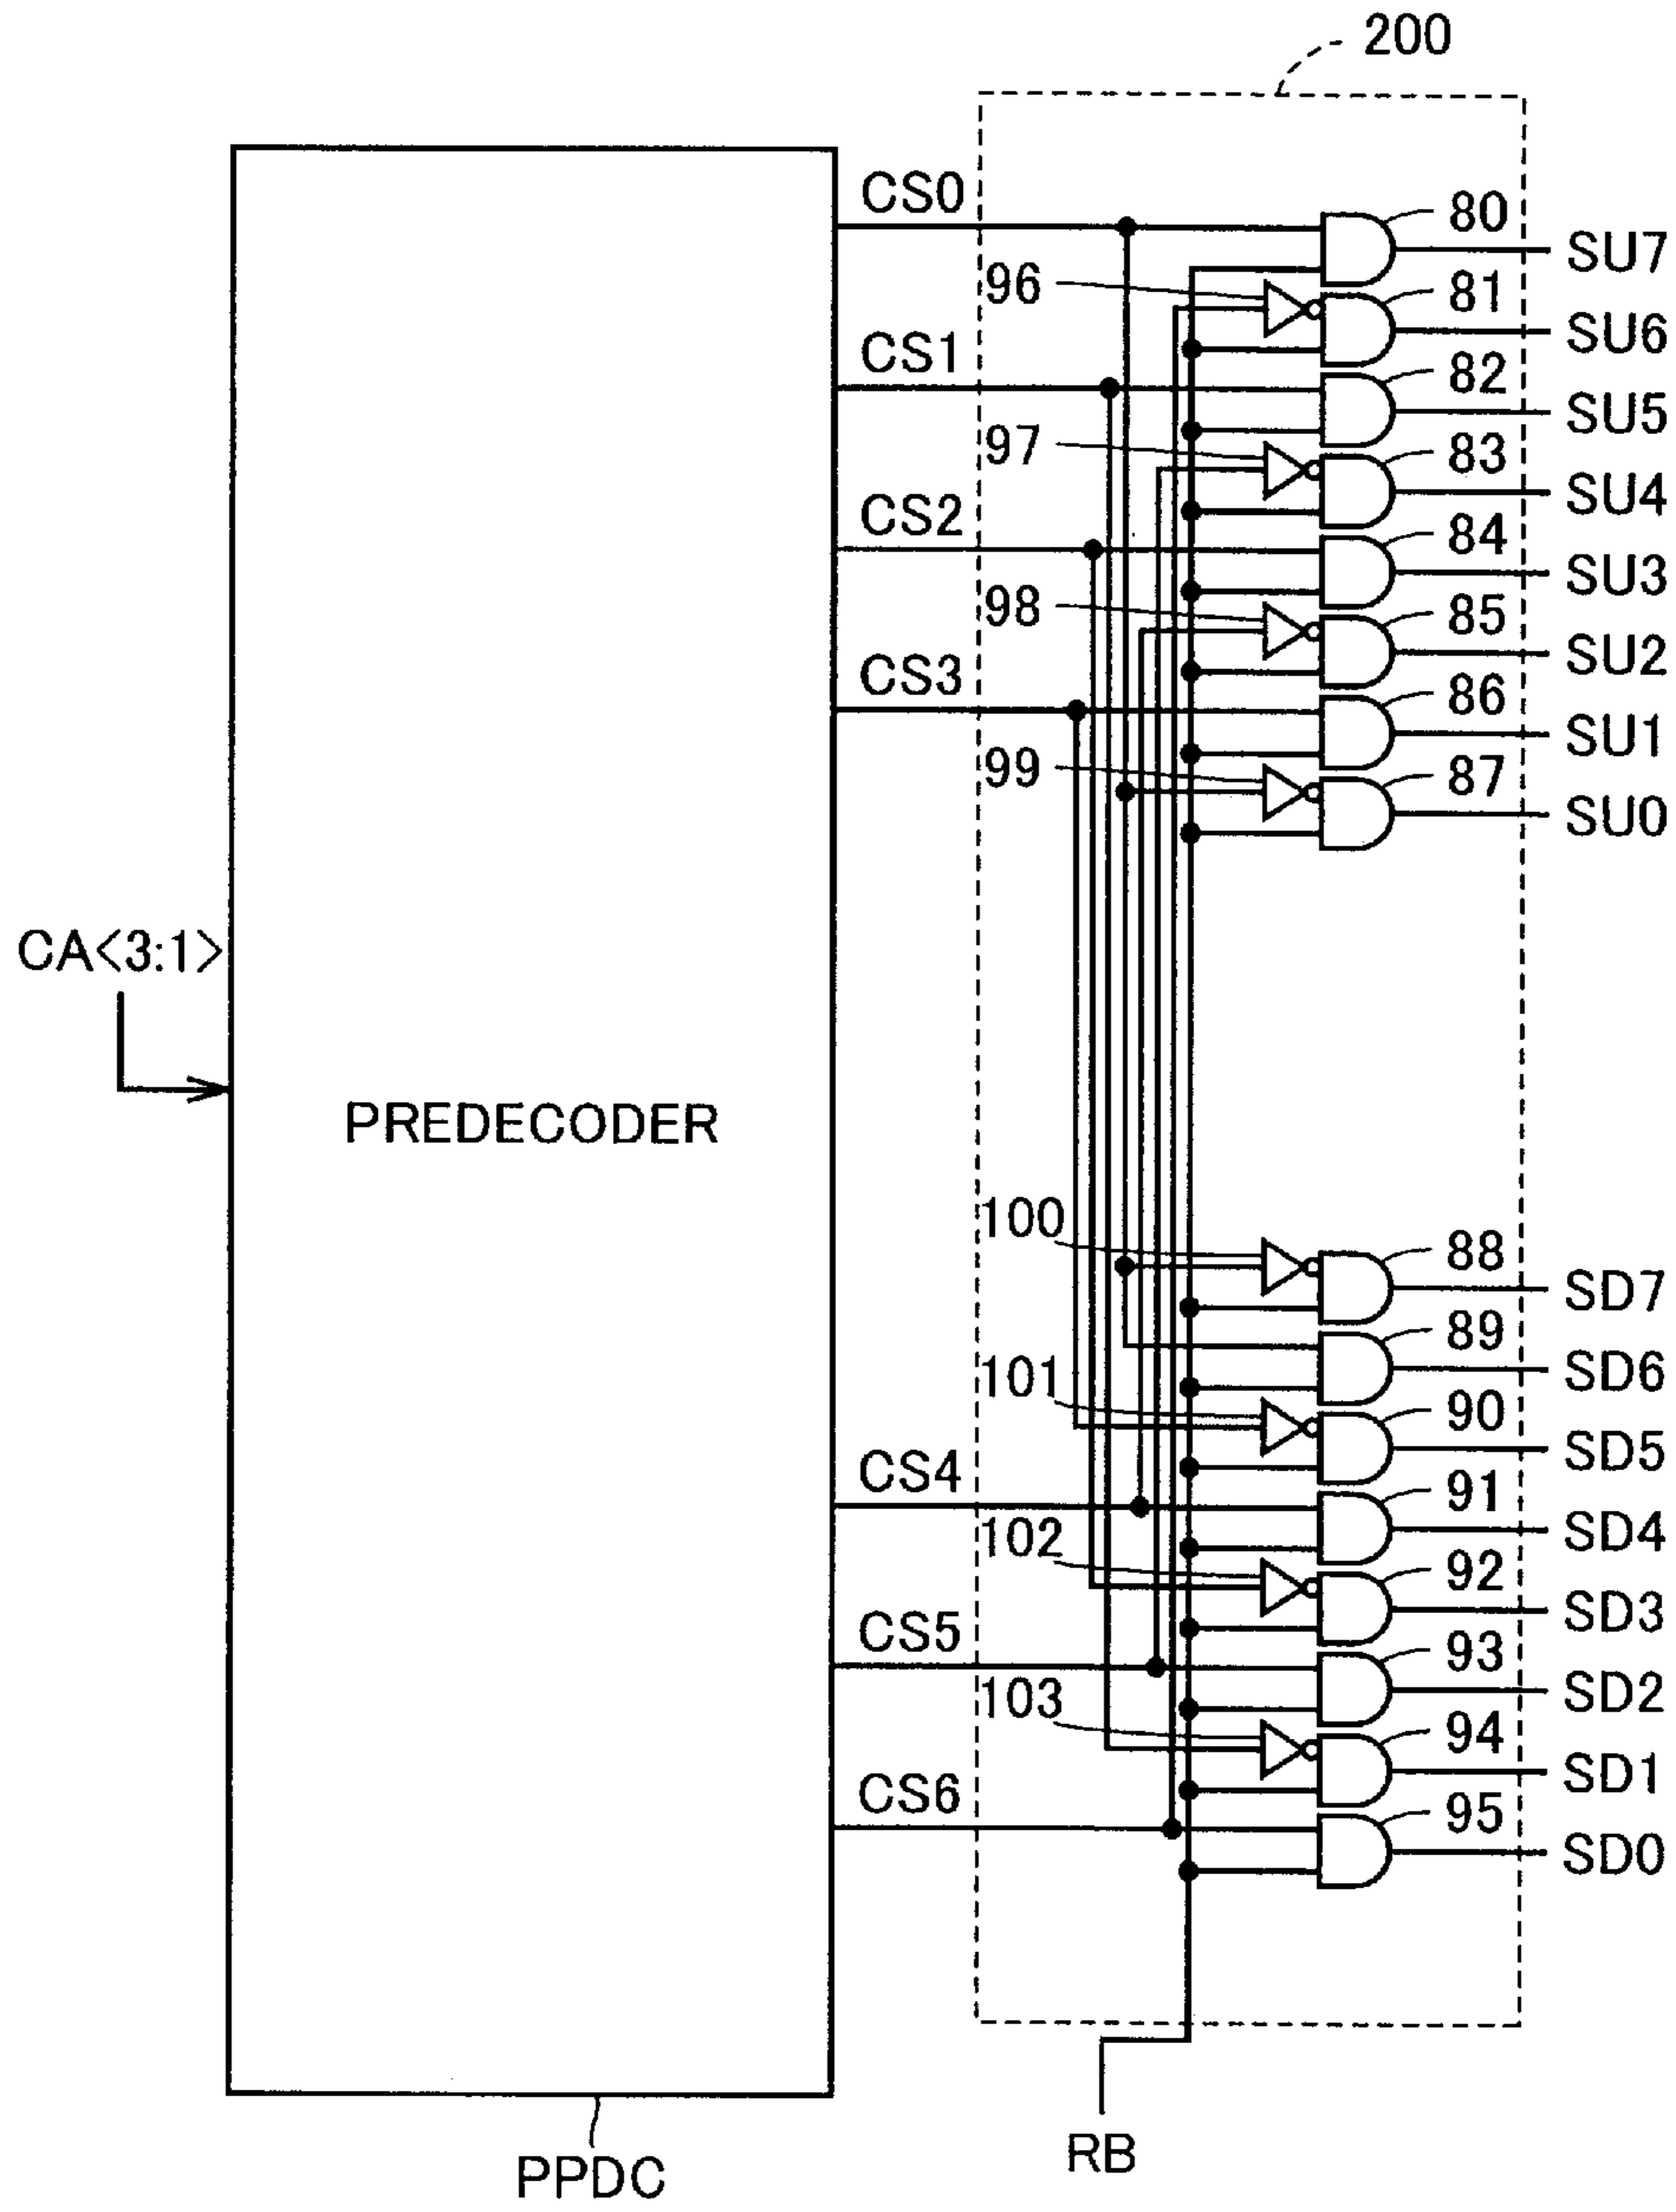 200
CS0
80
SU7
96
81
SU6
CS1
82
SU5
97
83
SU4
CS2
84
SU3
98
85
SU2
CS3
86
SU1
99
87
SU0
CA<3:1>
PREDECODER
100
88
SD7
89
SD6
101
90
SD5
CS4
91
SD4
102
92
SD3
CS5
93
SD2
103
94
SD1
CS6
95
SD0
RB
PPDC